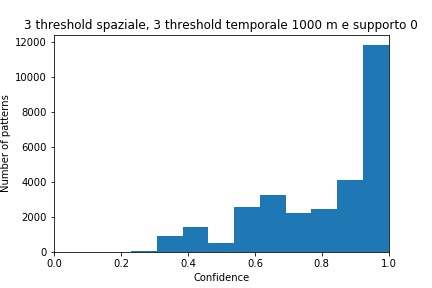 3 threshold spaziale, 3 threshold temporale 1000 m e supporto 0
12000
10000
8000
6000
4000
2000
0
Number of patterns
0.0 0.2 0.4 0.6 0.8 1.0
Confidence